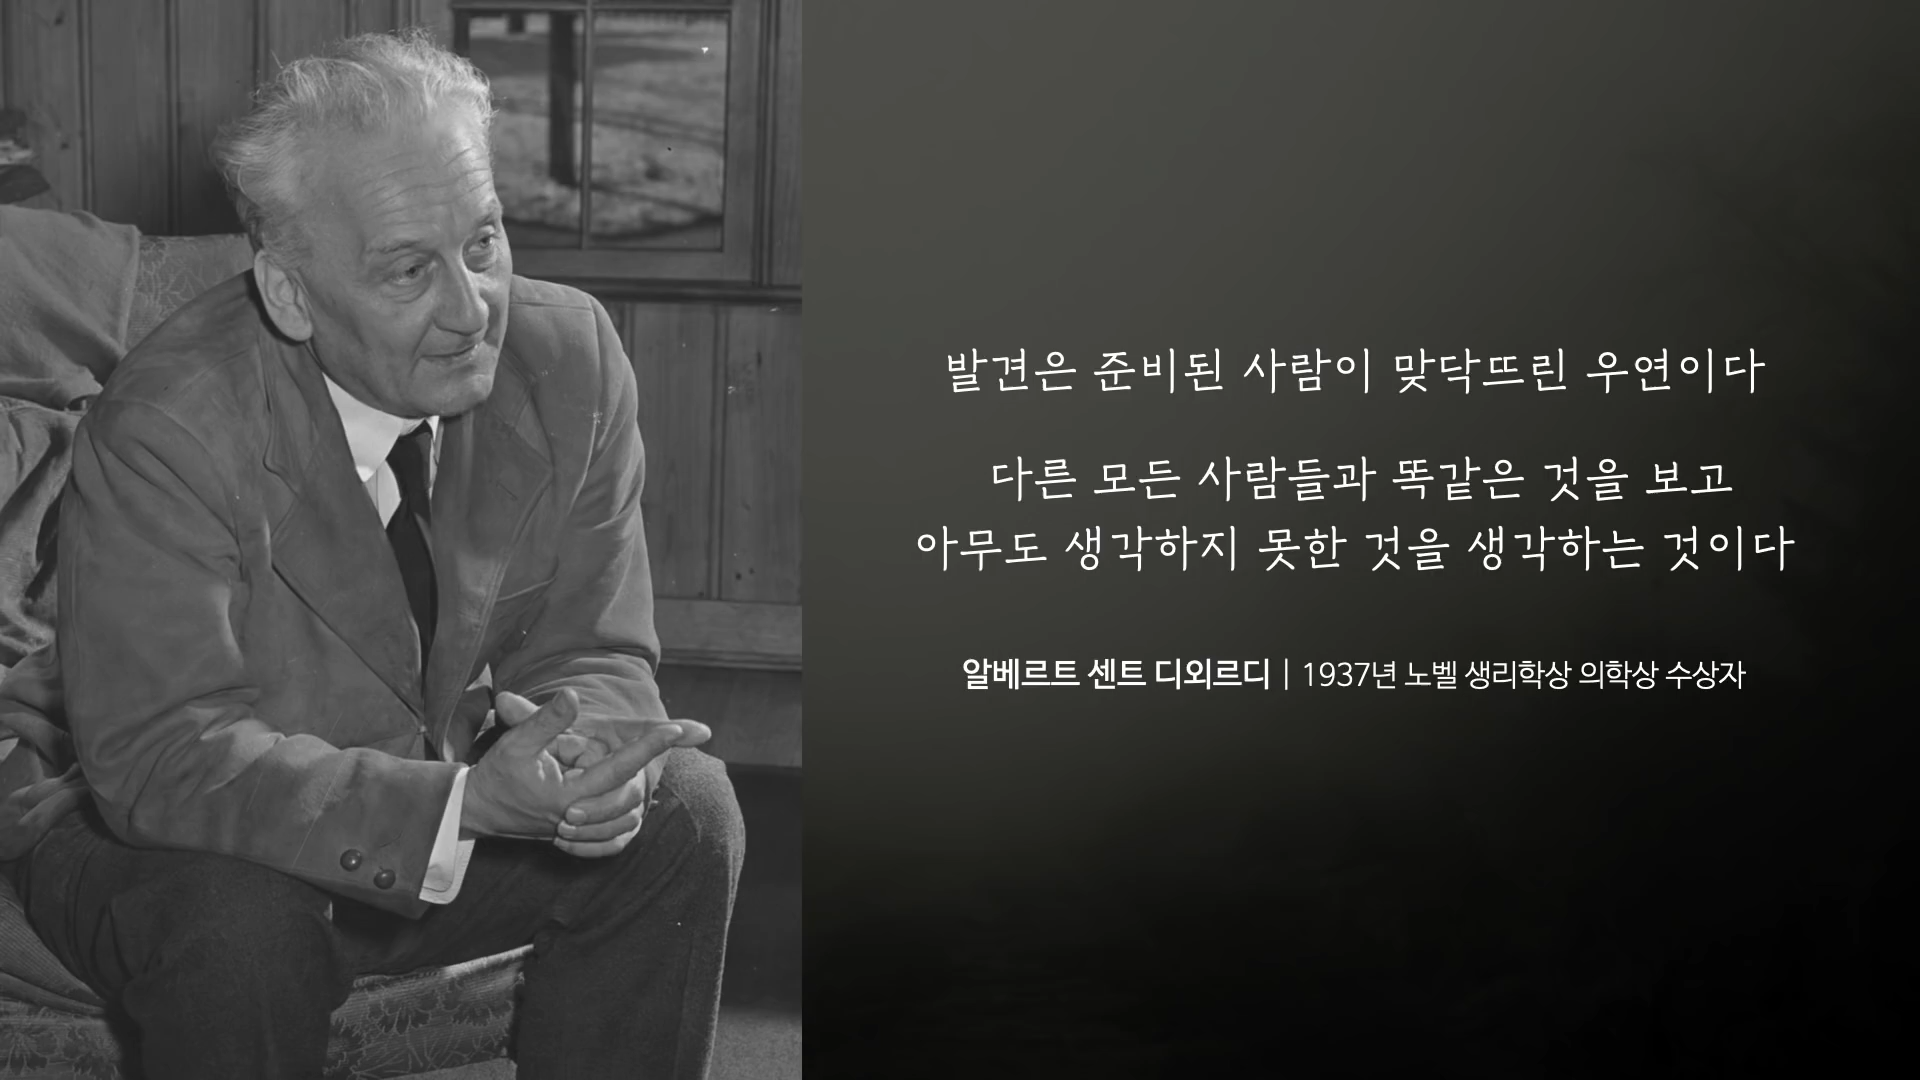 발견은 준비된 사람이 맞닥뜨린 우연이다
다른 모든 사람들과 똑같은 것을 보고
아무도 생각하지 못한 것을 생각하는 것이다
알베르트 센트 디외르디 | 1937년 노벨 생리학상 의학상 수상자